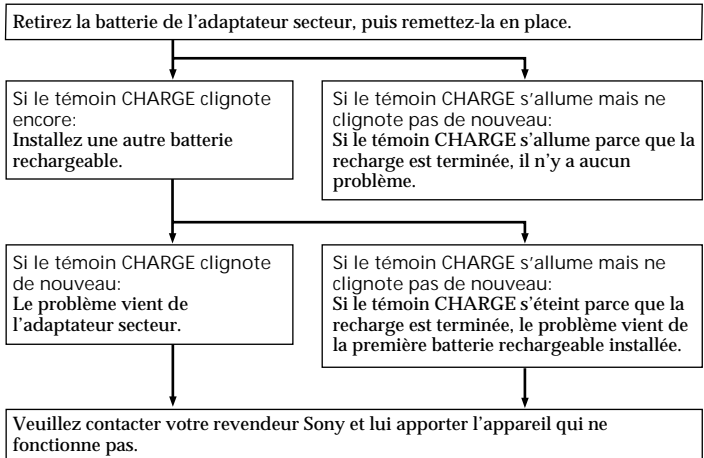 Retirez la batterie de l'adaptateur secteur, puis remettez-la en place.
Si le témoin CHARGE clignote
encore:
Installez une autre batterie
rechargeable.
Si le témoin CHARGE s'allume mais ne
clignote pas de nouveau:
Si le témoin CHARGE s'allume parce que la
recharge est terminée, il n'y a aucun
problème.
Si le témoin CHARGE clignote
de nouveau:
Le problème vient de
l'adaptateur secteur.
Si le témoin CHARGE s'allume mais ne
clignote pas de nouveau:
Si le témoin CHARGE s'éteint parce que la
recharge est terminée, le problème vient de
la première batterie rechargeable installée.
Veuillez contacter votre revendeur Sony et lui apporter l'appareil qui ne
fonctionne pas.